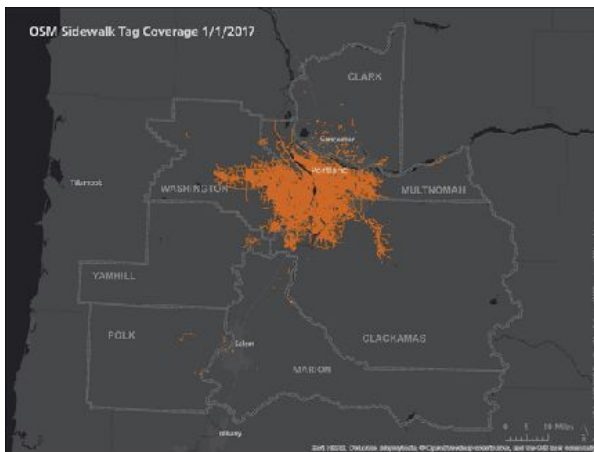 OSM Sidewalk Tag Coverage 1/1/2017
CLARK
Vancouver
Portland
Tillamook
WASHINGTON
MULTNOMAH
YAMHILL
POLK
CLACKAMAS
Salem
MARION
Albany
0 5 10 Miles